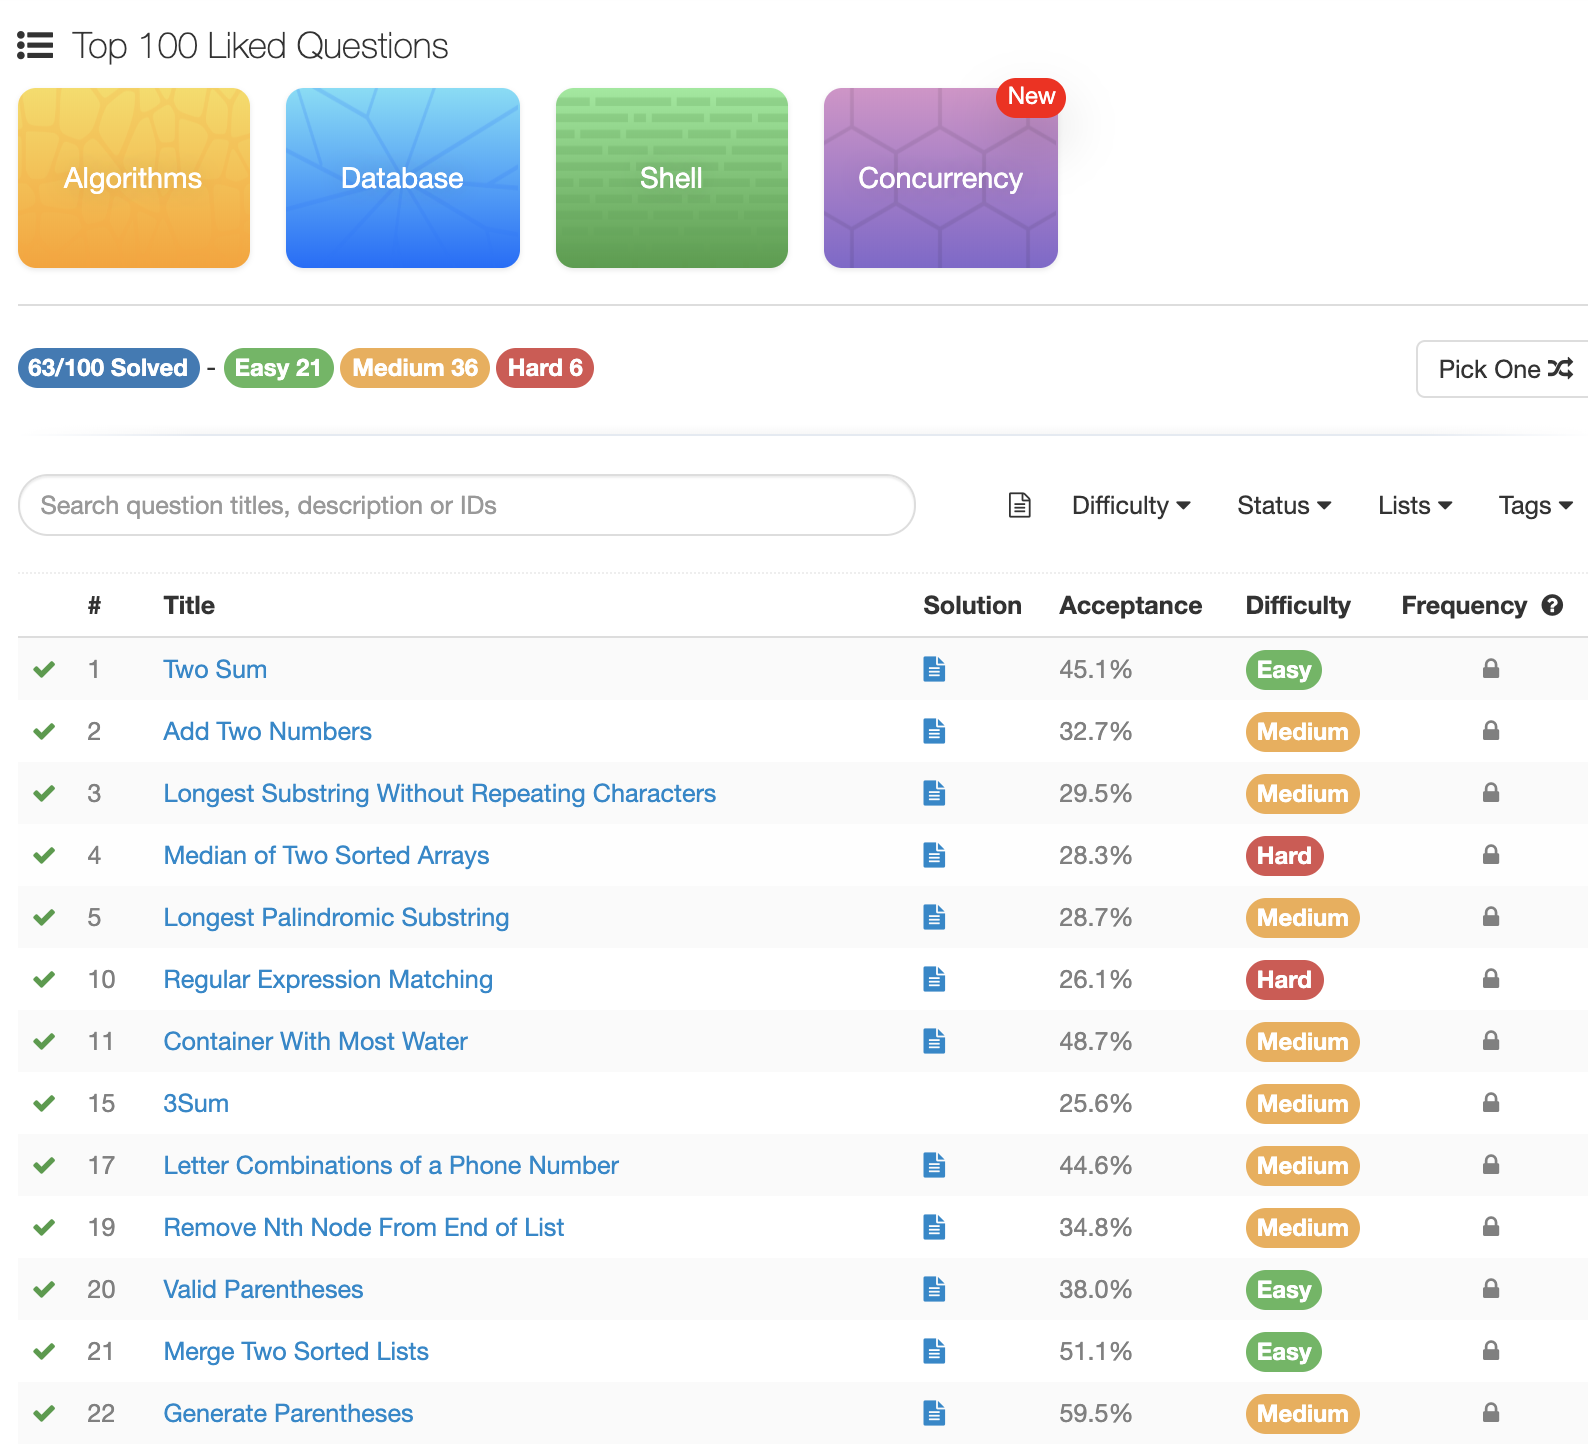 Top 100 Liked Questions
Algorithms
Database
Shell
Concurrency
New
63/100 Solved - Easy 21 Medium 36 Hard 6
Pick One
Search question titles, description or IDs
Difficulty Status Lists Tags
# Title Solution Acceptance Difficulty Frequency ?
1 Two Sum 45.1% Easy
2 Add Two Numbers 32.7% Medium
3 Longest Substring Without Repeating Characters 29.5% Medium
4 Median of Two Sorted Arrays 28.3% Hard
5 Longest Palindromic Substring 28.7% Medium
10 Regular Expression Matching 26.1% Hard
11 Container With Most Water 48.7% Medium
15 3Sum 25.6% Medium
17 Letter Combinations of a Phone Number 44.6% Medium
19 Remove Nth Node From End of List 34.8% Medium
20 Valid Parentheses 38.0% Easy
21 Merge Two Sorted Lists 51.1% Easy
22 Generate Parentheses 59.5% Medium